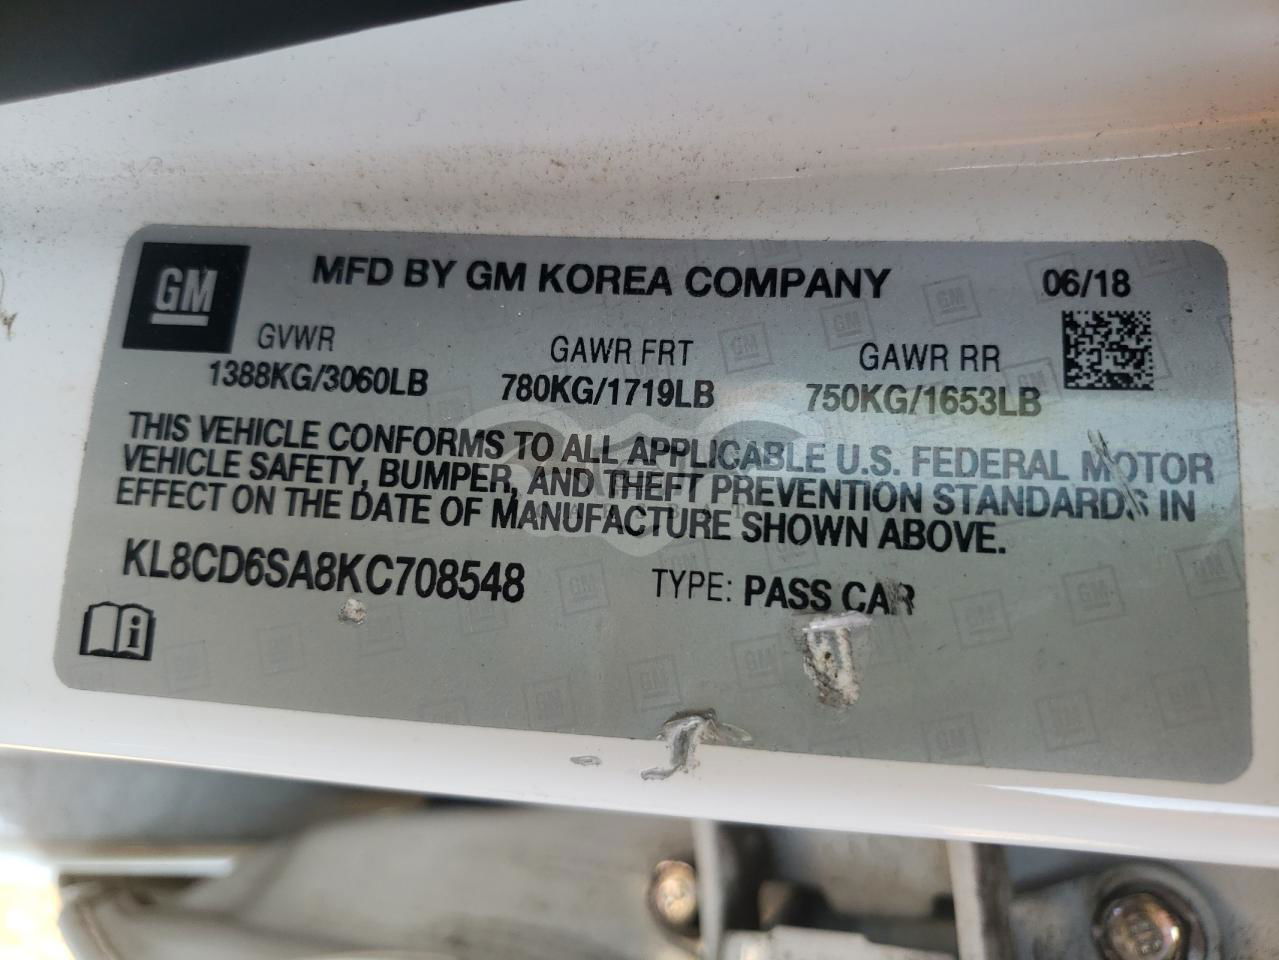 GM
MFD BY GM KOREA COMPANY 06/18
GVWR GAWR FRT GAWR RR
1388KG/3060LB 780KG/1719LB 750KG/1653LB
THIS VEHICLE CONFORMS TO ALL APPLICABLE U.S. FEDERAL MOTOR
VEHICLE SAFETY, BUMPER, AND THEFT PREVENTION STANDARDS IN
EFFECT ON THE DATE OF MANUFACTURE SHOWN ABOVE.
KL8CD6SA8KC708548 TYPE: PASS CAR